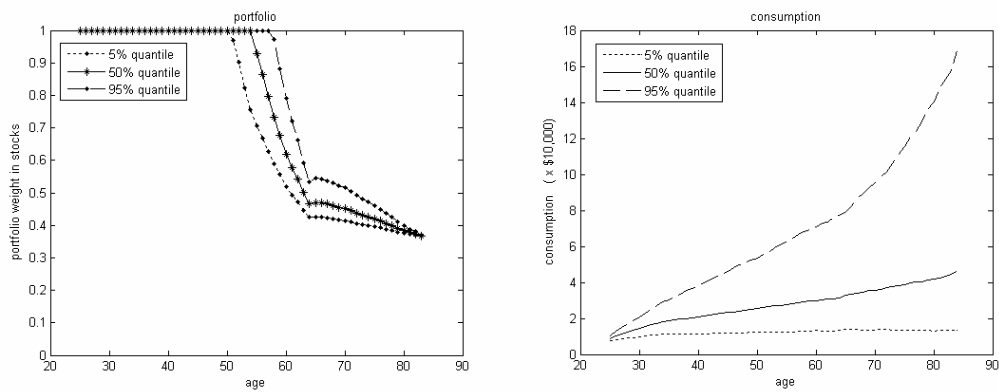 portfolio
1
0.9
0.8
0.7
0.6
0.5
0.4
0.3
0.2
0.1
0
portfolio weight in stocks
5% quantile
50% quantile
95% quantile
20 30 40 50 60 70 80 90
age
consumption
18
16
14
12
10
8
6
4
2
0
consumption ( x $10,000)
5% quantile
50% quantile
95% quantile
20 30 40 50 60 70 80 90
age